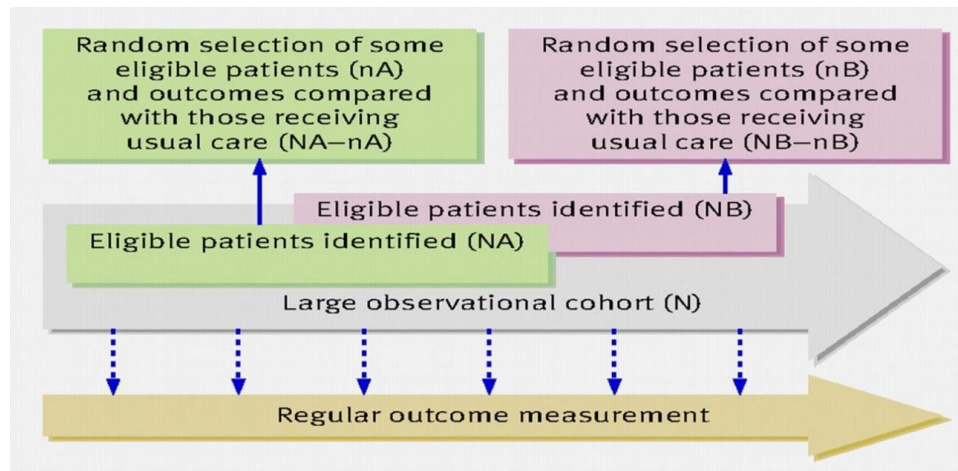 Random selection of some
eligible patients (nA)
and outcomes compared
with those receiving
usual care (NA–nA)
Random selection of some
eligible patients (nB)
and outcomes compared
with those receiving
usual care (NB–nB)
Eligible patients identified (NB)
Eligible patients identified (NA)
Large observational cohort (N)
Regular outcome measurement